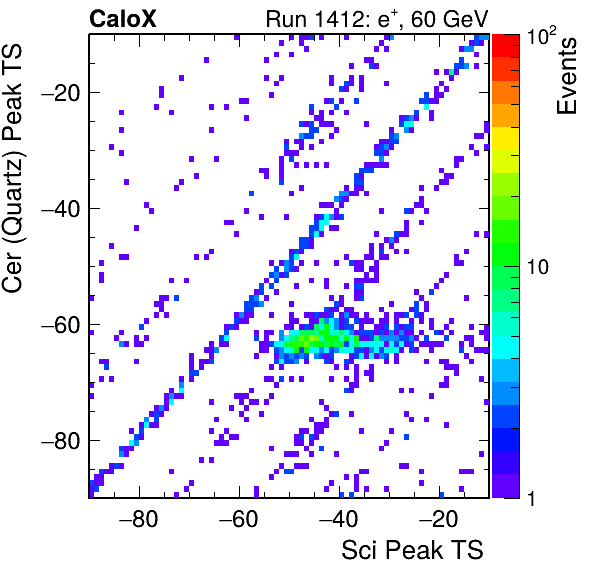 CaloX Run 1412: e⁺, 60 GeV
Cer (Quartz) Peak TS
−20
−40
−60
−80
−80 −60 −40 −20
Sci Peak TS
10²
10
1
Events